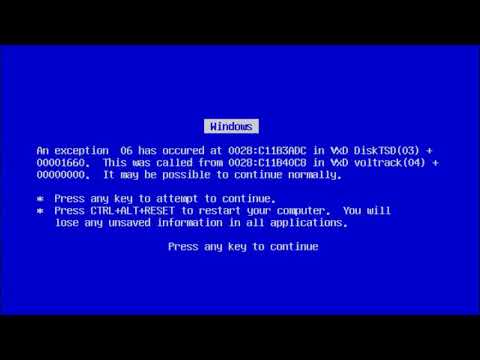 Windows
An exception 06 has occured at 0028:C11B3ADC in VxD DiskTSD(03) +
00001660. This was called from 0028:C11B40C8 in VxD voltrack(04) +
00000000. It may be possible to continue normally.
* Press any key to attempt to continue.
* Press CTRL+ALT+RESET to restart your computer. You will
lose any unsaved information in all applications.
Press any key to continue